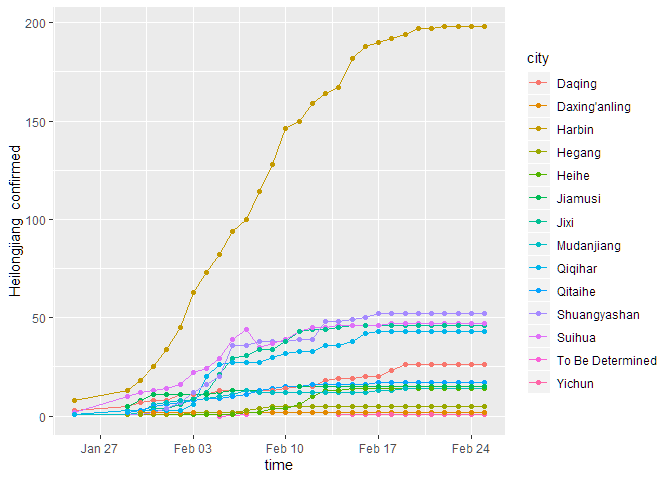 200
150
100
50
0
Heilongjiang confirmed
Jan 27
Feb 03
Feb 10
Feb 17
Feb 24
time
city
Daqing
Daxing'anling
Harbin
Hegang
Heihe
Jiamusi
Jixi
Mudanjiang
Qiqihar
Qitaihe
Shuangyashan
Suihua
To Be Determined
Yichun